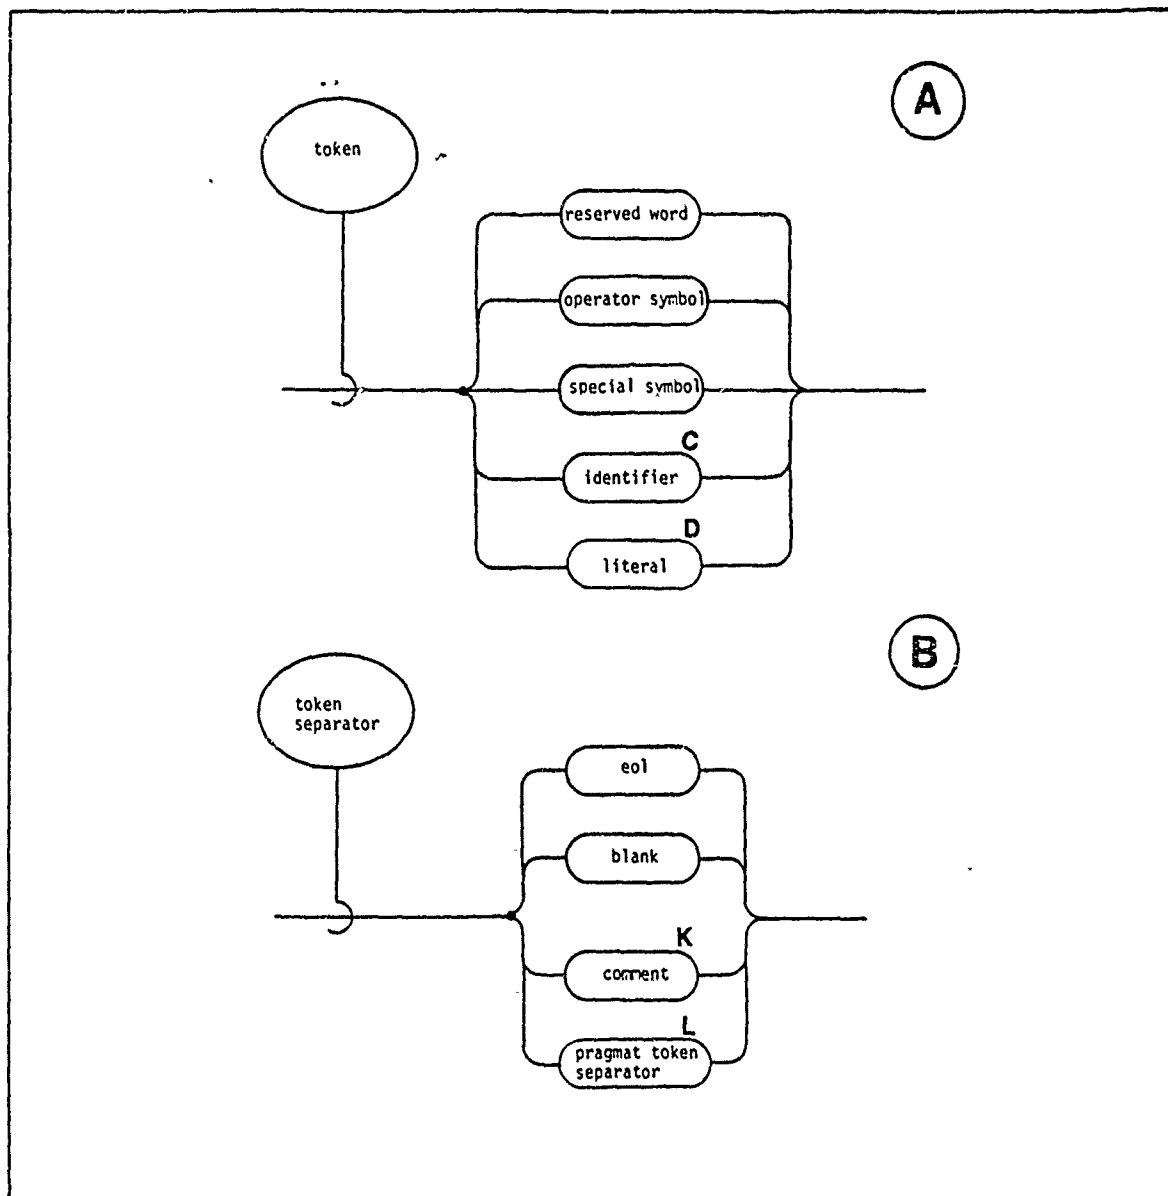 A
token
reserved word
operator symbol
special symbol
C
identifier
D
literal
B
token
separator
eol
blank
K
comment
L
pragmat token
separator